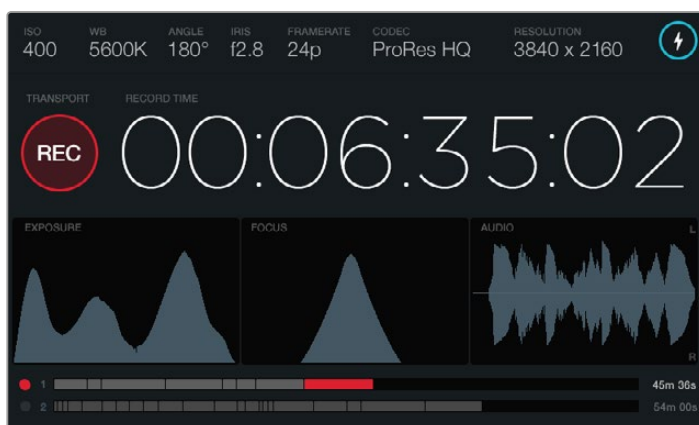 ISO WB ANGLE IRIS FRAMERATE CODEC RESOLUTION
400 5600K 180° f2.8 24p ProRes HQ 3840 x 2160
TRANSPORT RECORD TIME
REC 00:06:35:02
EXPOSURE FOCUS AUDIO L
R
1 45m 36s
2 54m 00s